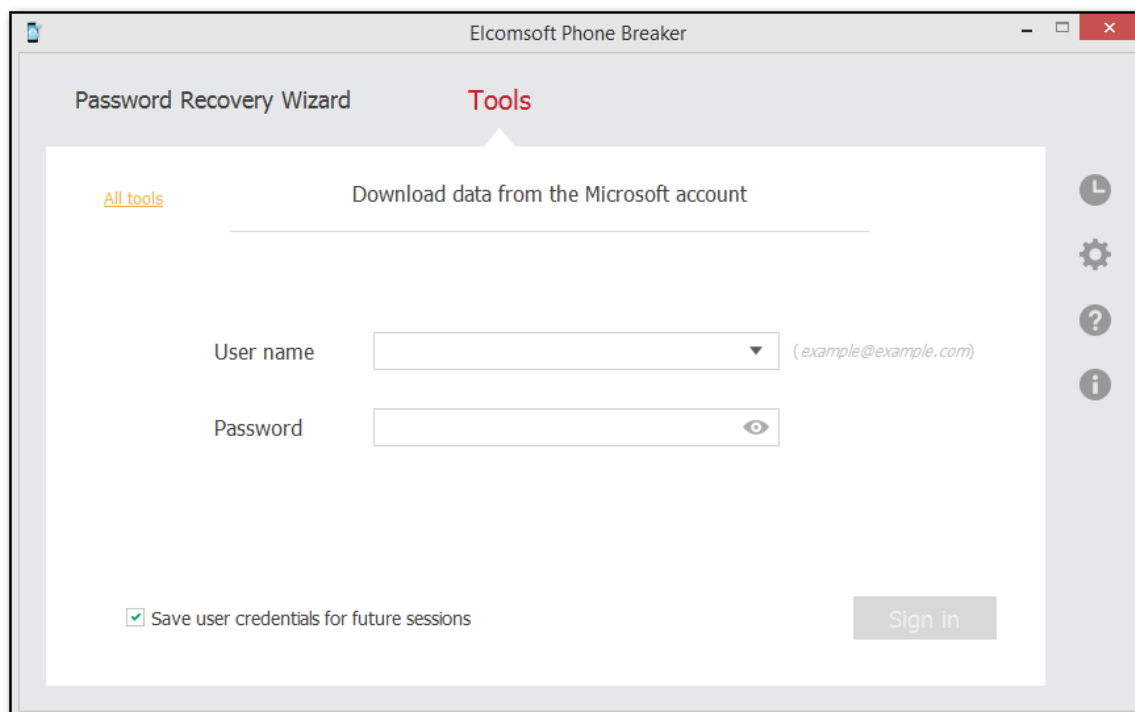 Elcomsoft Phone Breaker
Password Recovery Wizard Tools
All tools
Download data from the Microsoft account
User name
(example@example.com)
Password
Save user credentials for future sessions
Sign in